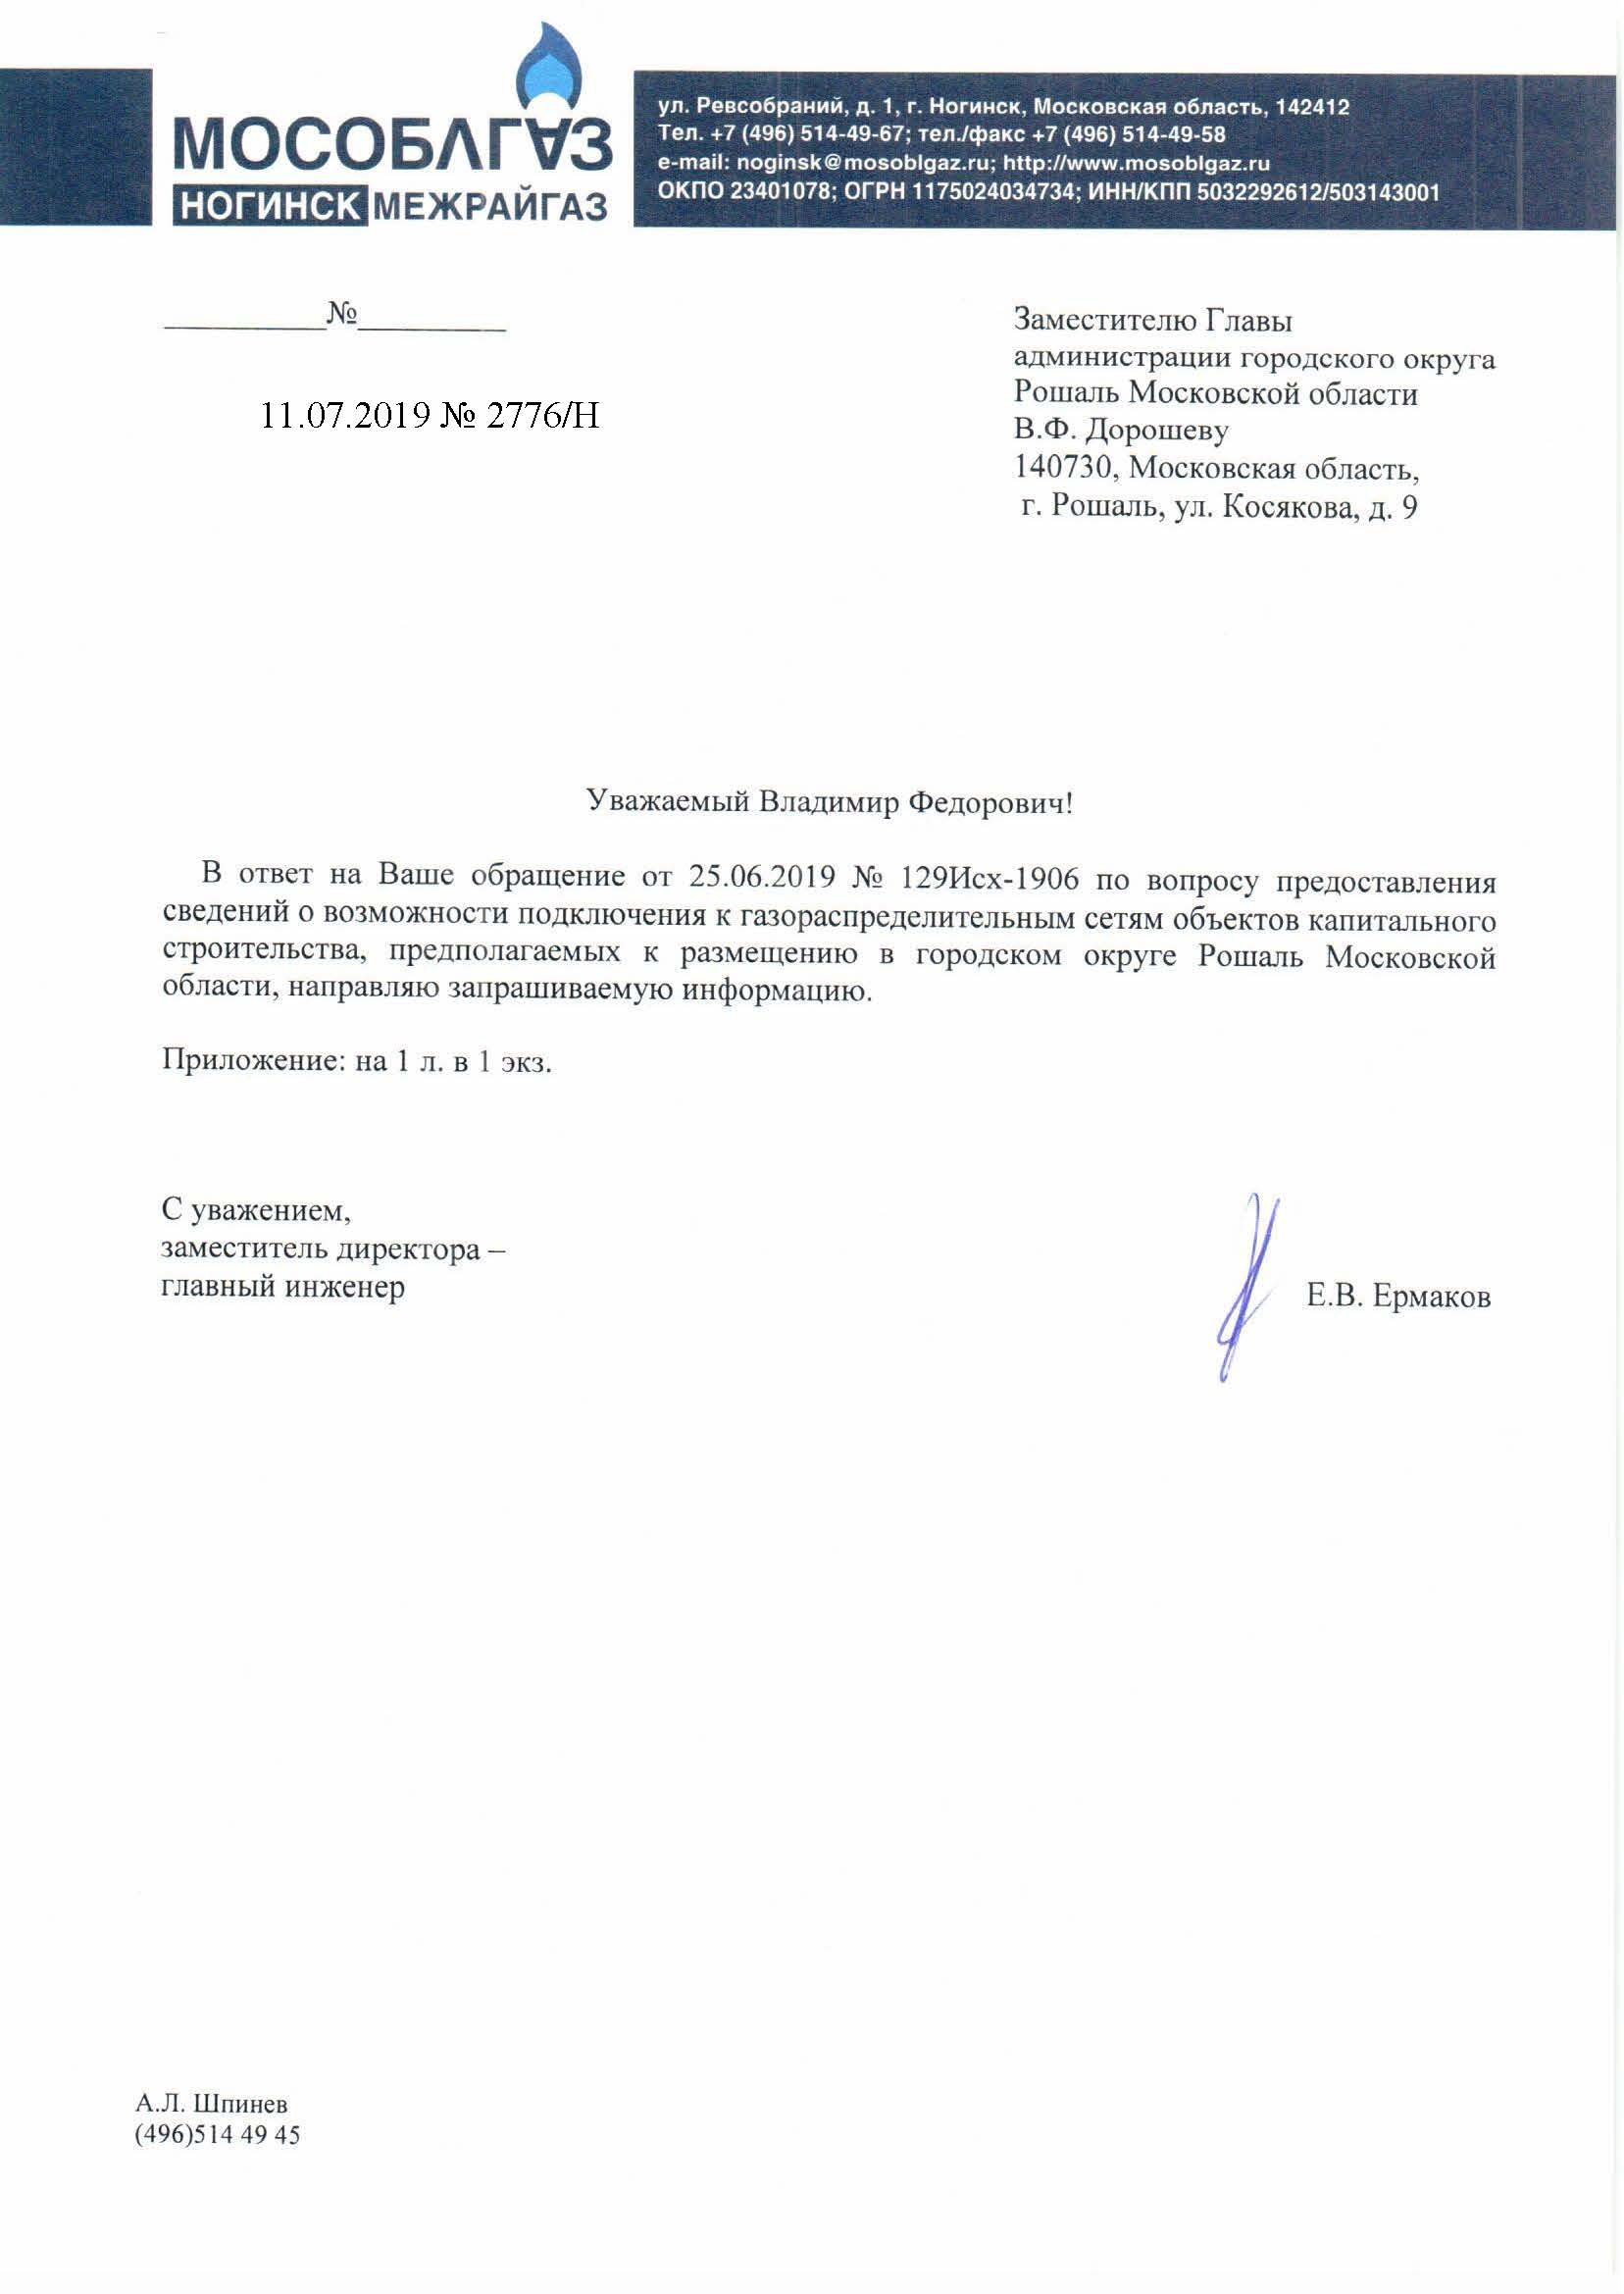 МОСОБЛГАЗ
НОГИНСК МЕЖРАЙГАЗ
ул. Ревсобраний, д. 1, г. Ногинск, Московская область, 142412
Тел. +7 (496) 514-49-67; тел./факс +7 (496) 514-49-58
e-mail: noginsk@mosoblgaz.ru; http://www.mosoblgaz.ru
ОКПО 23401078; ОГРН 1175024034734; ИНН/КПП 5032292612/503143001
__________№_________
11.07.2019 № 2776/Н
Заместителю Главы
администрации городского округа
Рошаль Московской области
В.Ф. Дорошеву
140730, Московская область,
г. Рошаль, ул. Косякова, д. 9
Уважаемый Владимир Федорович!
В ответ на Ваше обращение от 25.06.2019 № 129Исх-1906 по вопросу предоставления
сведений о возможности подключения к газораспределительным сетям объектов капитального
строительства, предполагаемых к размещению в городском округе Рошаль Московской
области, направляю запрашиваемую информацию.
Приложение: на 1 л. в 1 экз.
С уважением,
заместитель директора –
главный инженер
Е.В. Ермаков
А.Л. Шпинев
(496)514 49 45